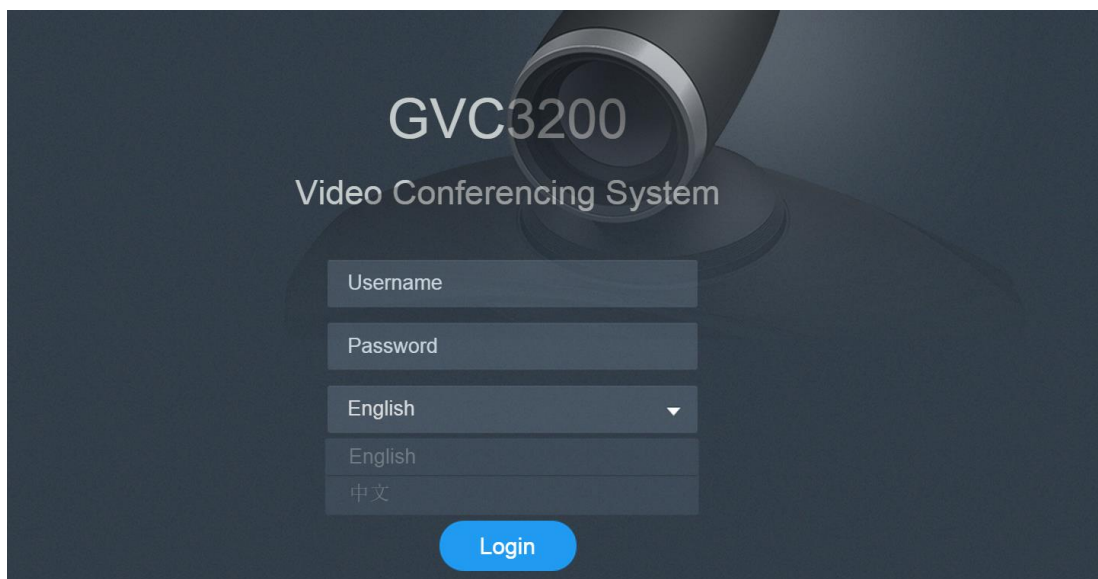 GVC3200
Video Conferencing System
Username
Password
English
English
中文
Login